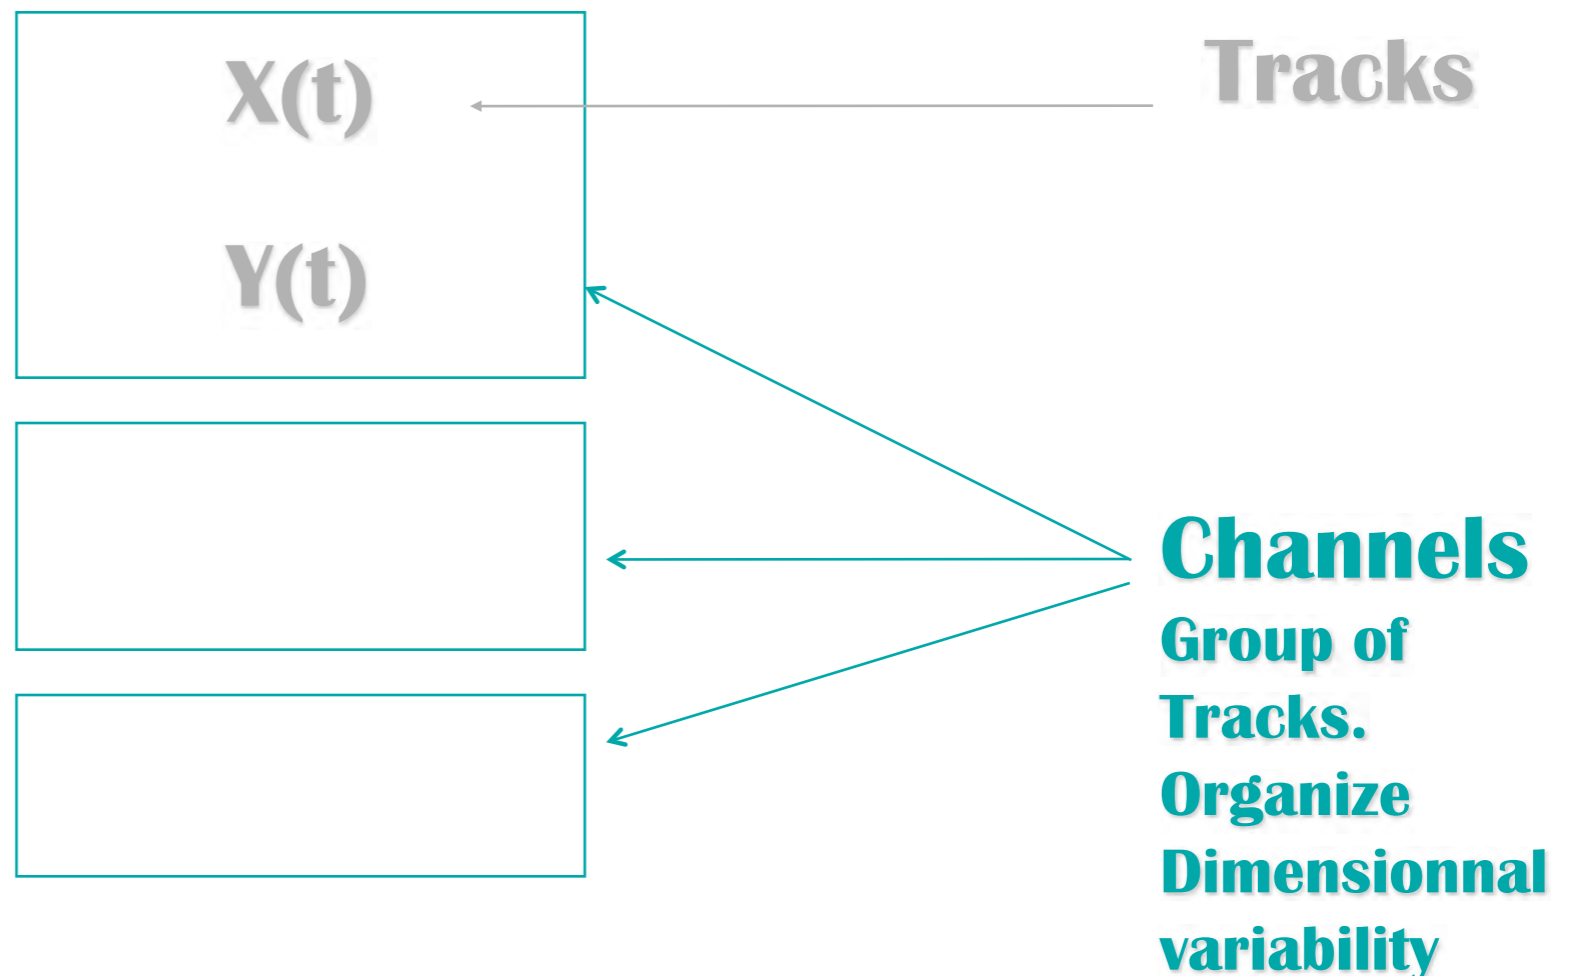 X(t)
Tracks
Y(t)
Channels
Group of
Tracks.
Organize
Dimensionnal
variability